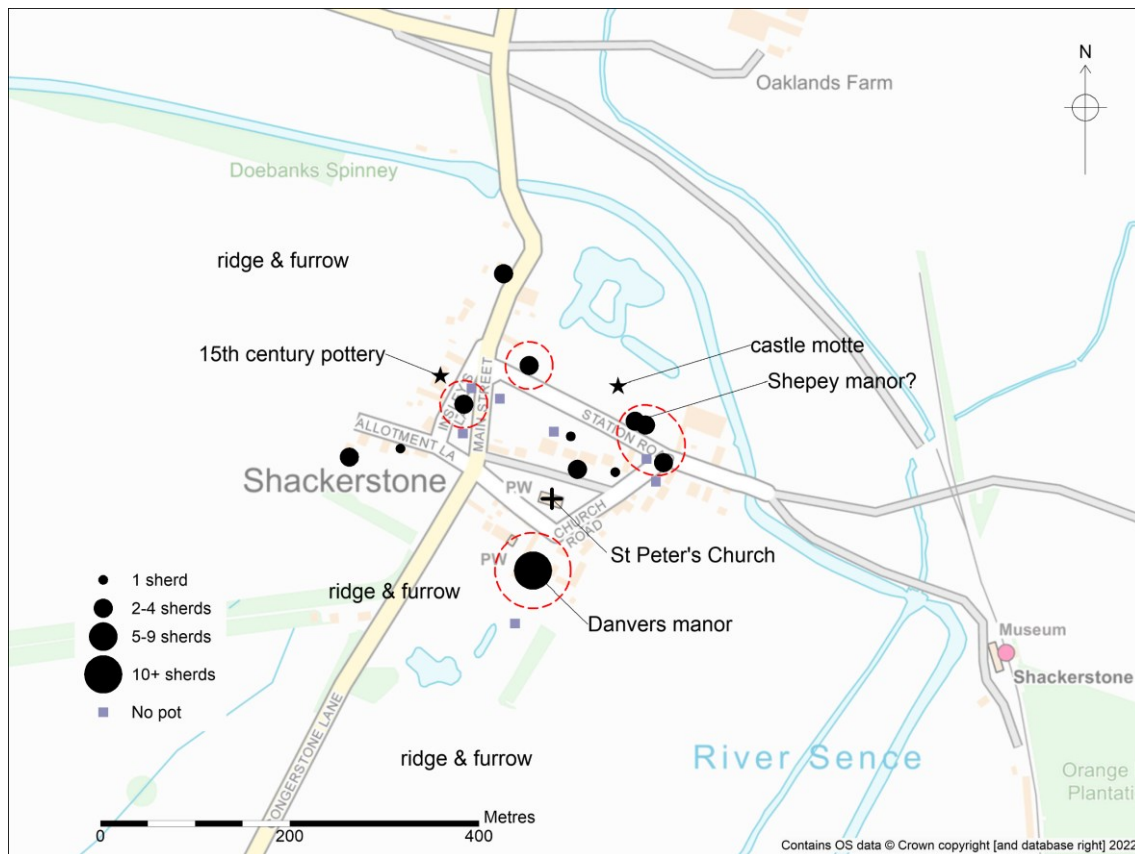 N
Oaklands Farm
Doebanks Spinney
ridge & furrow
15th century pottery
castle motte
Shepey manor?
MAIN STREET
STATION ROAD
ALLOTMENT LA
Shackerstone
PW
CHURCH ROAD
St Peter's Church
PW
ridge & furrow
Danvers manor
1 sherd
2-4 sherds
5-9 sherds
10+ sherds
No pot
Museum
Shackerstone
ridge & furrow
River Sence
Orange
Plantati
ONGERSTONE LANE
Metres
0
200
400
Contains OS data © Crown copyright [and database right] 2022